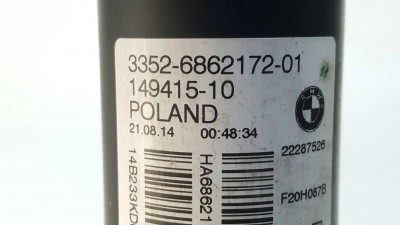 3352-6862172-01
149415-10
POLAND
21.08.14 00:48:34
22287526
F20H087B
14B233KD
HA68621